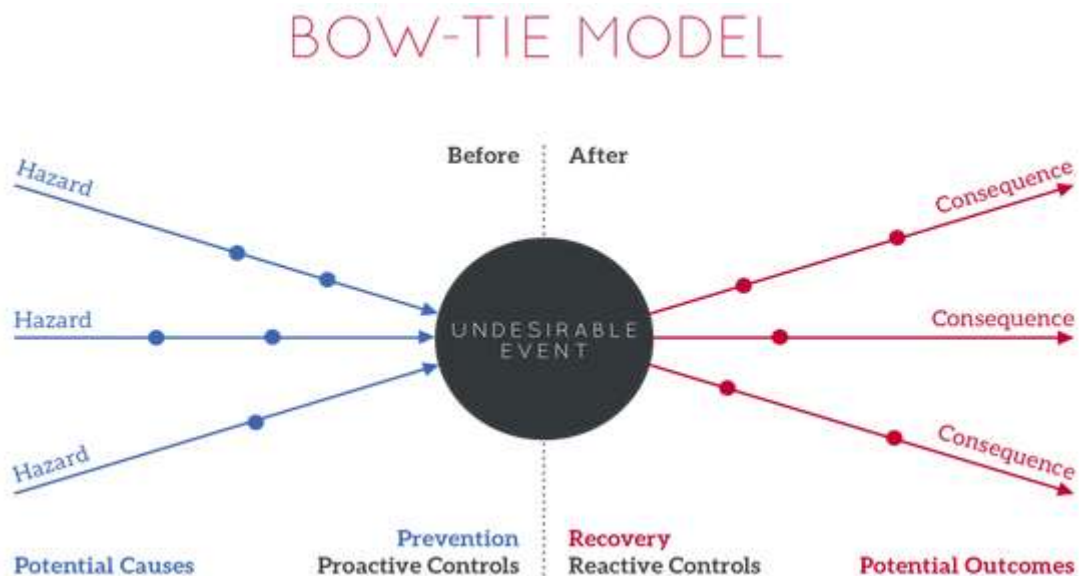 BOW-TIE MODEL
Before
After
Hazard
Consequence
Hazard
UNDESIRABLE
EVENT
Consequence
Hazard
Consequence
Prevention
Recovery
Potential Causes
Proactive Controls
Reactive Controls
Potential Outcomes